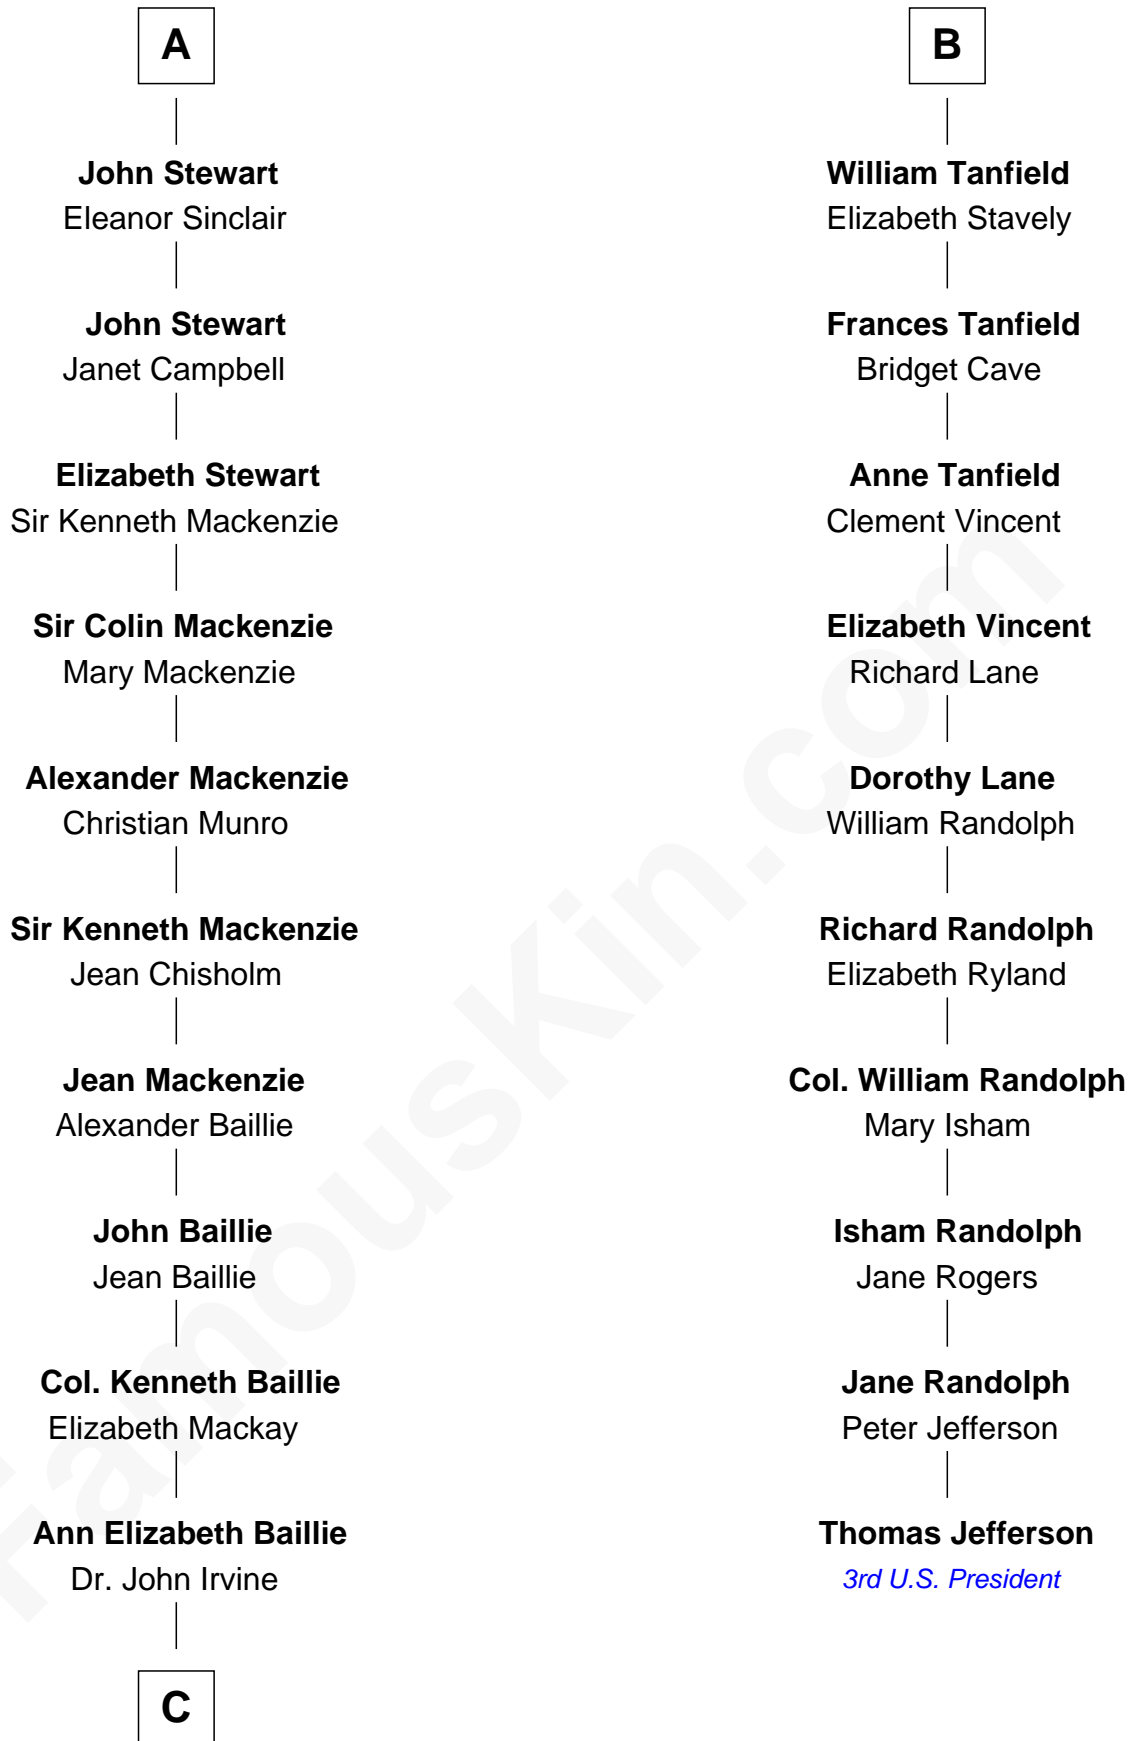 A
John Stewart
Eleanor Sinclair
John Stewart
Janet Campbell
Elizabeth Stewart
Sir Kenneth Mackenzie
Sir Colin Mackenzie
Mary Mackenzie
Alexander Mackenzie
Christian Munro
Sir Kenneth Mackenzie
Jean Chisholm
Jean Mackenzie
Alexander Baillie
John Baillie
Jean Baillie
Col. Kenneth Baillie
Elizabeth Mackay
Ann Elizabeth Baillie
Dr. John Irvine
C
B
William Tanfield
Elizabeth Stavely
Frances Tanfield
Bridget Cave
Anne Tanfield
Clement Vincent
Elizabeth Vincent
Richard Lane
Dorothy Lane
William Randolph
Richard Randolph
Elizabeth Ryland
Col. William Randolph
Mary Isham
Isham Randolph
Jane Rogers
Jane Randolph
Peter Jefferson
Thomas Jefferson
3rd U.S. President
FamousKin.com